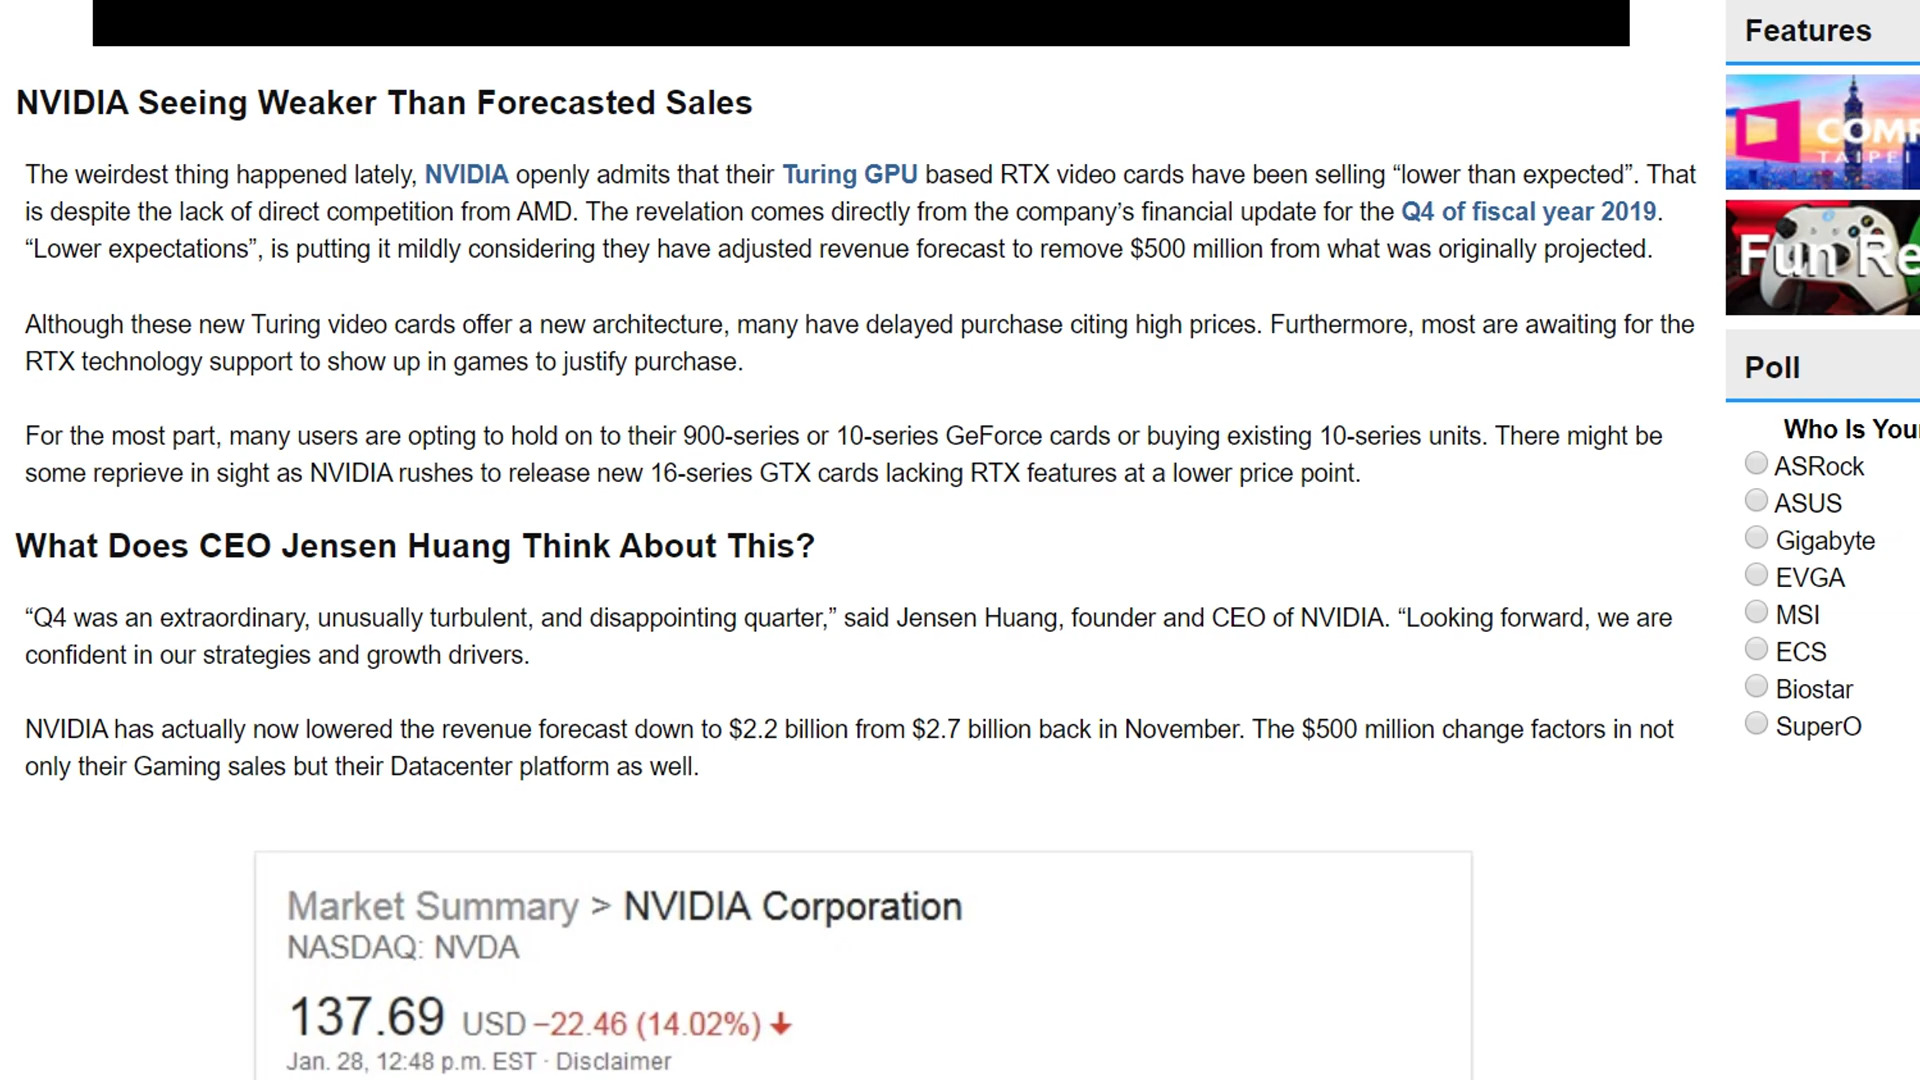 NVIDIA Seeing Weaker Than Forecasted Sales
The weirdest thing happened lately, NVIDIA openly admits that their Turing GPU based RTX video cards have been selling “lower than expected”. That
is despite the lack of direct competition from AMD. The revelation comes directly from the company’s financial update for the Q4 of fiscal year 2019.
“Lower expectations”, is putting it mildly considering they have adjusted revenue forecast to remove $500 million from what was originally projected.
Although these new Turing video cards offer a new architecture, many have delayed purchase citing high prices. Furthermore, most are awaiting for the
RTX technology support to show up in games to justify purchase.
For the most part, many users are opting to hold on to their 900-series or 10-series GeForce cards or buying existing 10-series units. There might be
some reprieve in sight as NVIDIA rushes to release new 16-series GTX cards lacking RTX features at a lower price point.
What Does CEO Jensen Huang Think About This?
“Q4 was an extraordinary, unusually turbulent, and disappointing quarter,” said Jensen Huang, founder and CEO of NVIDIA. “Looking forward, we are
confident in our strategies and growth drivers.
NVIDIA has actually now lowered the revenue forecast down to $2.2 billion from $2.7 billion back in November. The $500 million change factors in not
only their Gaming sales but their Datacenter platform as well.
Market Summary > NVIDIA Corporation
NASDAQ: NVDA
137.69 USD −22.46 (14.02%)
Jan. 28, 12:48 p.m. EST · Disclaimer
Features
TAIPEI
Fun
Poll
Who Is
ASRock
ASUS
Gigabyte
EVGA
MSI
ECS
Biostar
SuperO